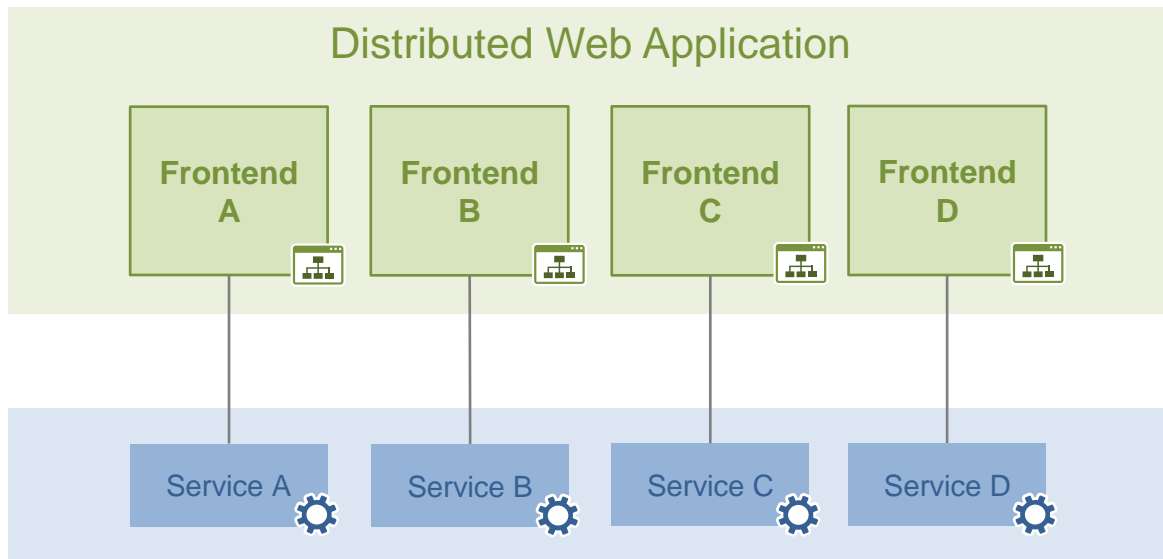 Distributed Web Application
Frontend
A
Frontend
B
Frontend
C
Frontend
D
Service A
Service B
Service C
Service D